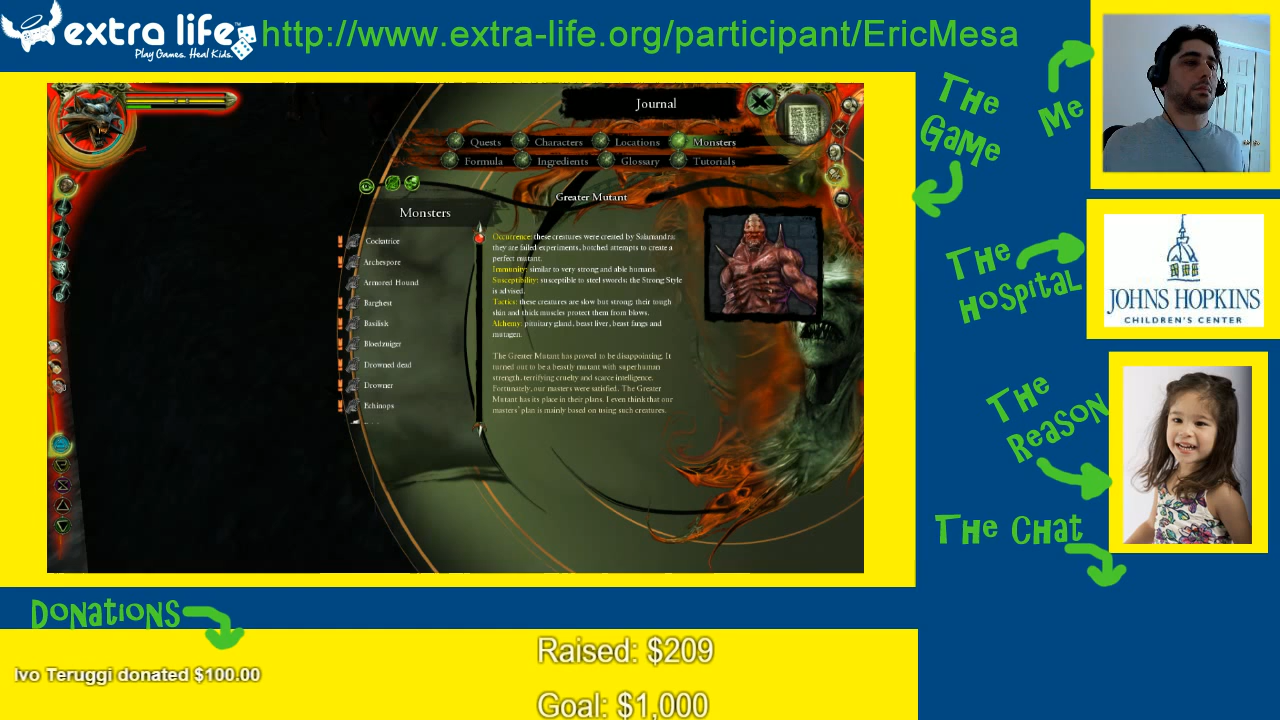 extra life
Play Games. Heal Kids.
http://www.extra-life.org/participant/EricMesa
Me
The Game
Journal
Quests Characters Locations Monsters
Formula Ingredients Glossary Tutorials
Monsters
Cockatrice
Archespore
Armored Hound
Barghest
Basilisk
Bloedzuiger
Drowned dead
Drowner
Echinops
Greater Mutant
Occurrence: these creatures were created by Salamandra;
they are failed experiments, botched attempts to create a
perfect mutant.
Immunity: similar to very strong and able humans.
Susceptibility: susceptible to steel swords; the Strong Style
is advised.
Tactics: these creatures are slow but strong; their tough
skin and thick muscles protect them from blows.
Alchemy: pituitary gland, beast liver, beast fangs and
mutagen.
The Greater Mutant has proved to be disappointing. It
turned out to be a beastly mutant with superhuman
strength, terrifying cruelty and scarce intelligence.
Fortunately, our masters were satisfied. The Greater
Mutant has its place in their plans. I even think that our
masters' plan is mainly based on using such creatures.
The Hospital
JOHNS HOPKINS
CHILDREN'S CENTER
The Reason
The Chat
Donations
Ivo Teruggi donated $100.00
Raised: $209
Goal: $1,000